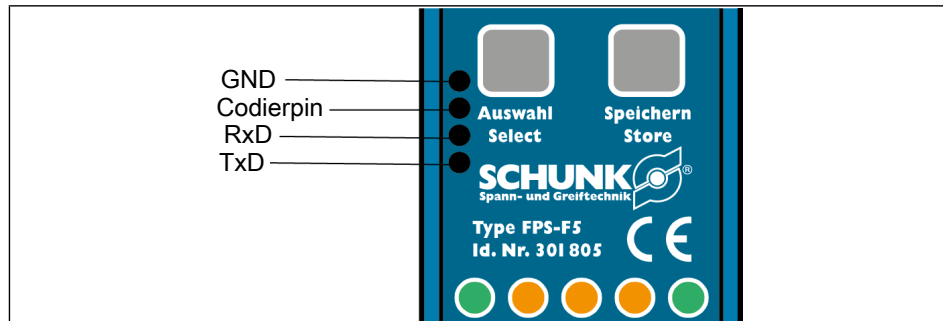 GND
Codierpin
RxD
TxD
Auswahl Speichern
Select Store
SCHUNK®
Spann- und Greiftechnik
Type FPS-F5
Id. Nr. 301 805 CE